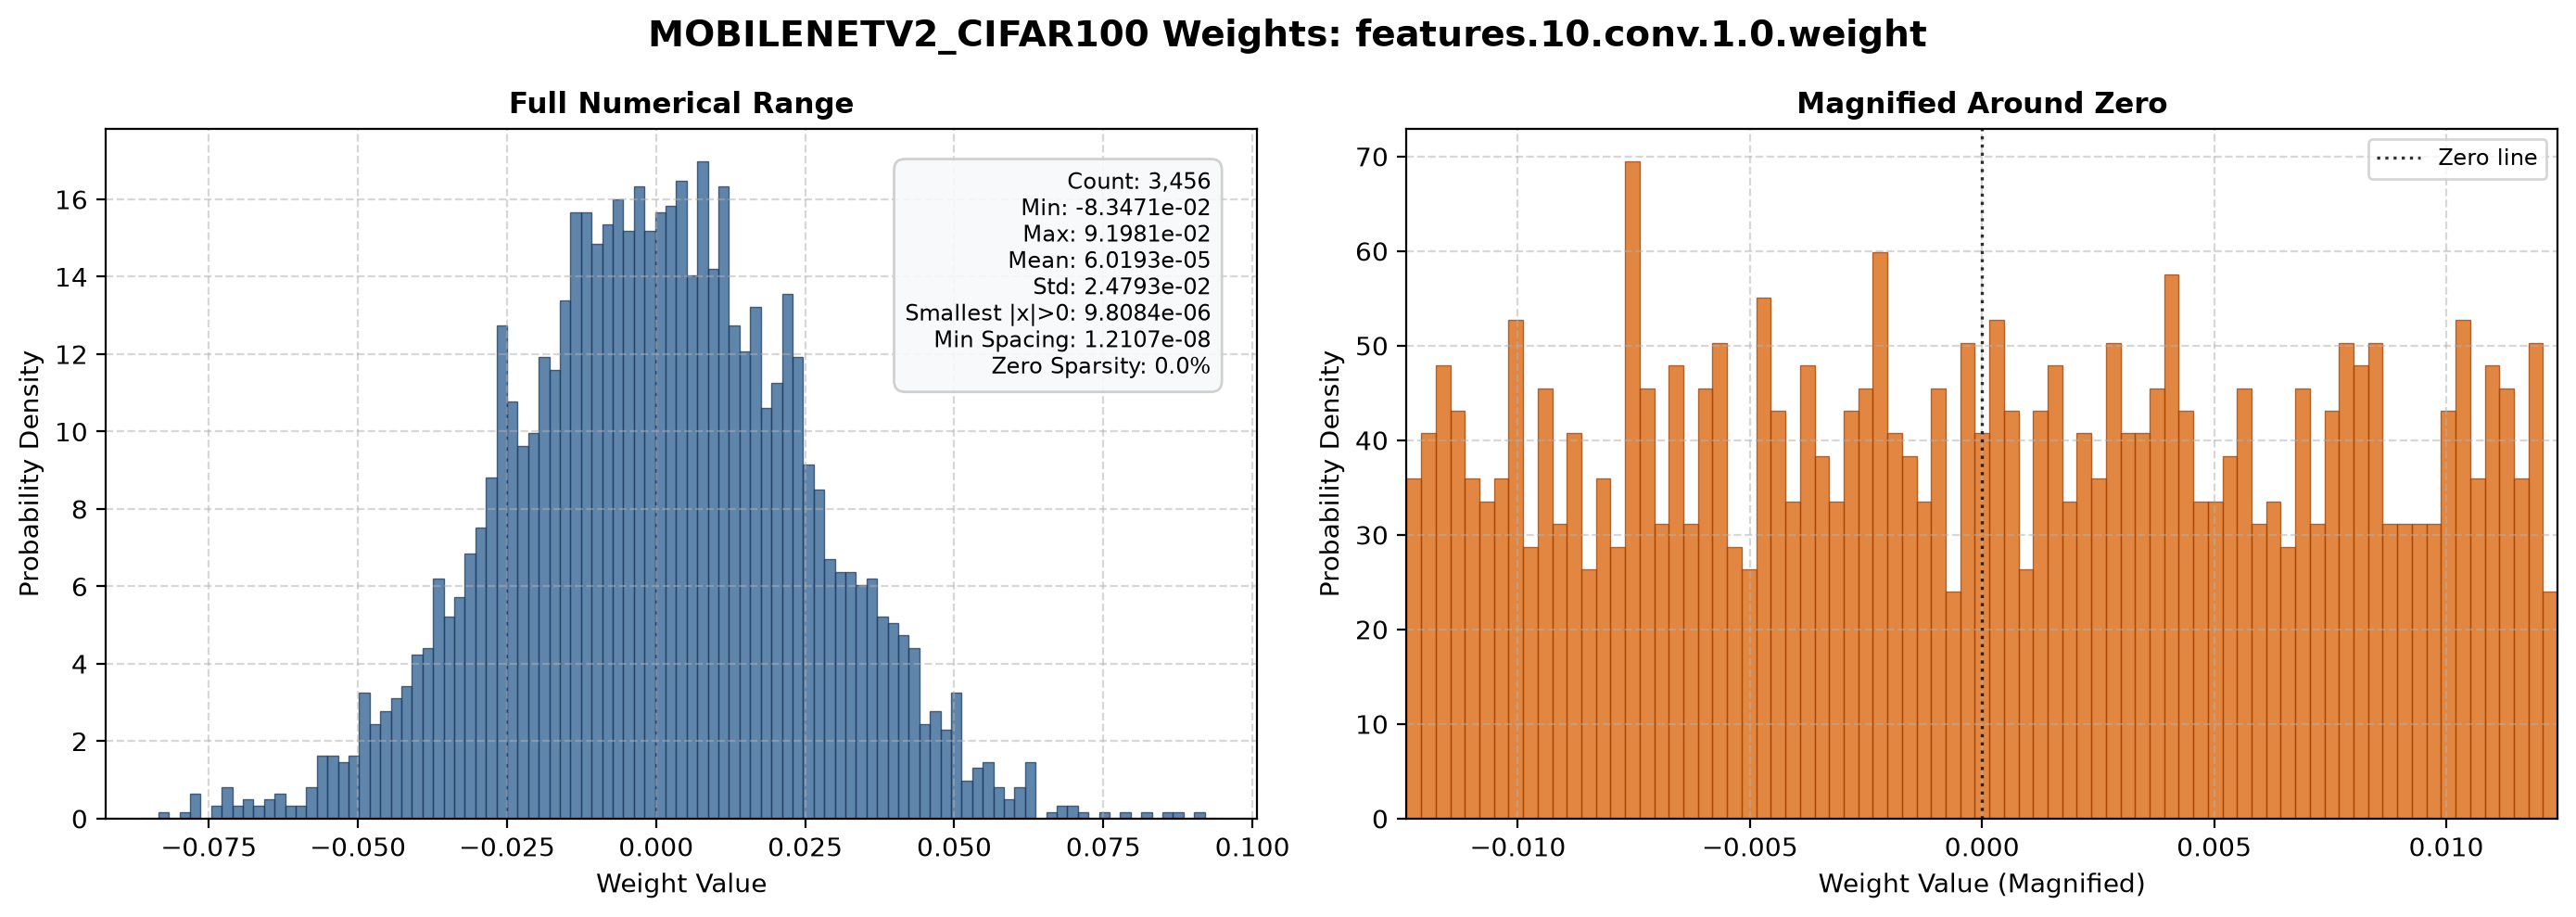 MOBILENETV2_CIFAR100 Weights: features.10.conv.1.0.weight
Full Numerical Range
Count: 3,456
Min: -8.3471e-02
Max: 9.1981e-02
Mean: 6.0193e-05
Std: 2.4793e-02
Smallest |x|>0: 9.8084e-06
Min Spacing: 1.2107e-08
Zero Sparsity: 0.0%
Probability Density
16
14
12
10
8
6
4
2
0
−0.075 −0.050 −0.025 0.000 0.025 0.050 0.075 0.100
Weight Value
Magnified Around Zero
Zero line
Probability Density
70
60
50
40
30
20
10
0
−0.010 −0.005 0.000 0.005 0.010
Weight Value (Magnified)